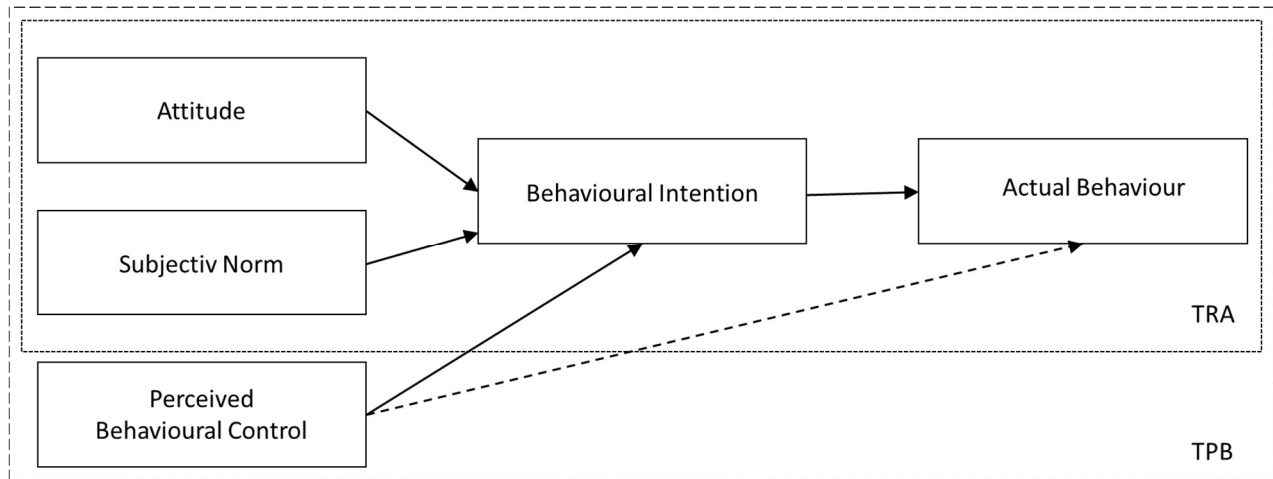 Attitude
Behavioural Intention
Actual Behaviour
Subjectiv Norm
TRA
Perceived
Behavioural Control
TPB